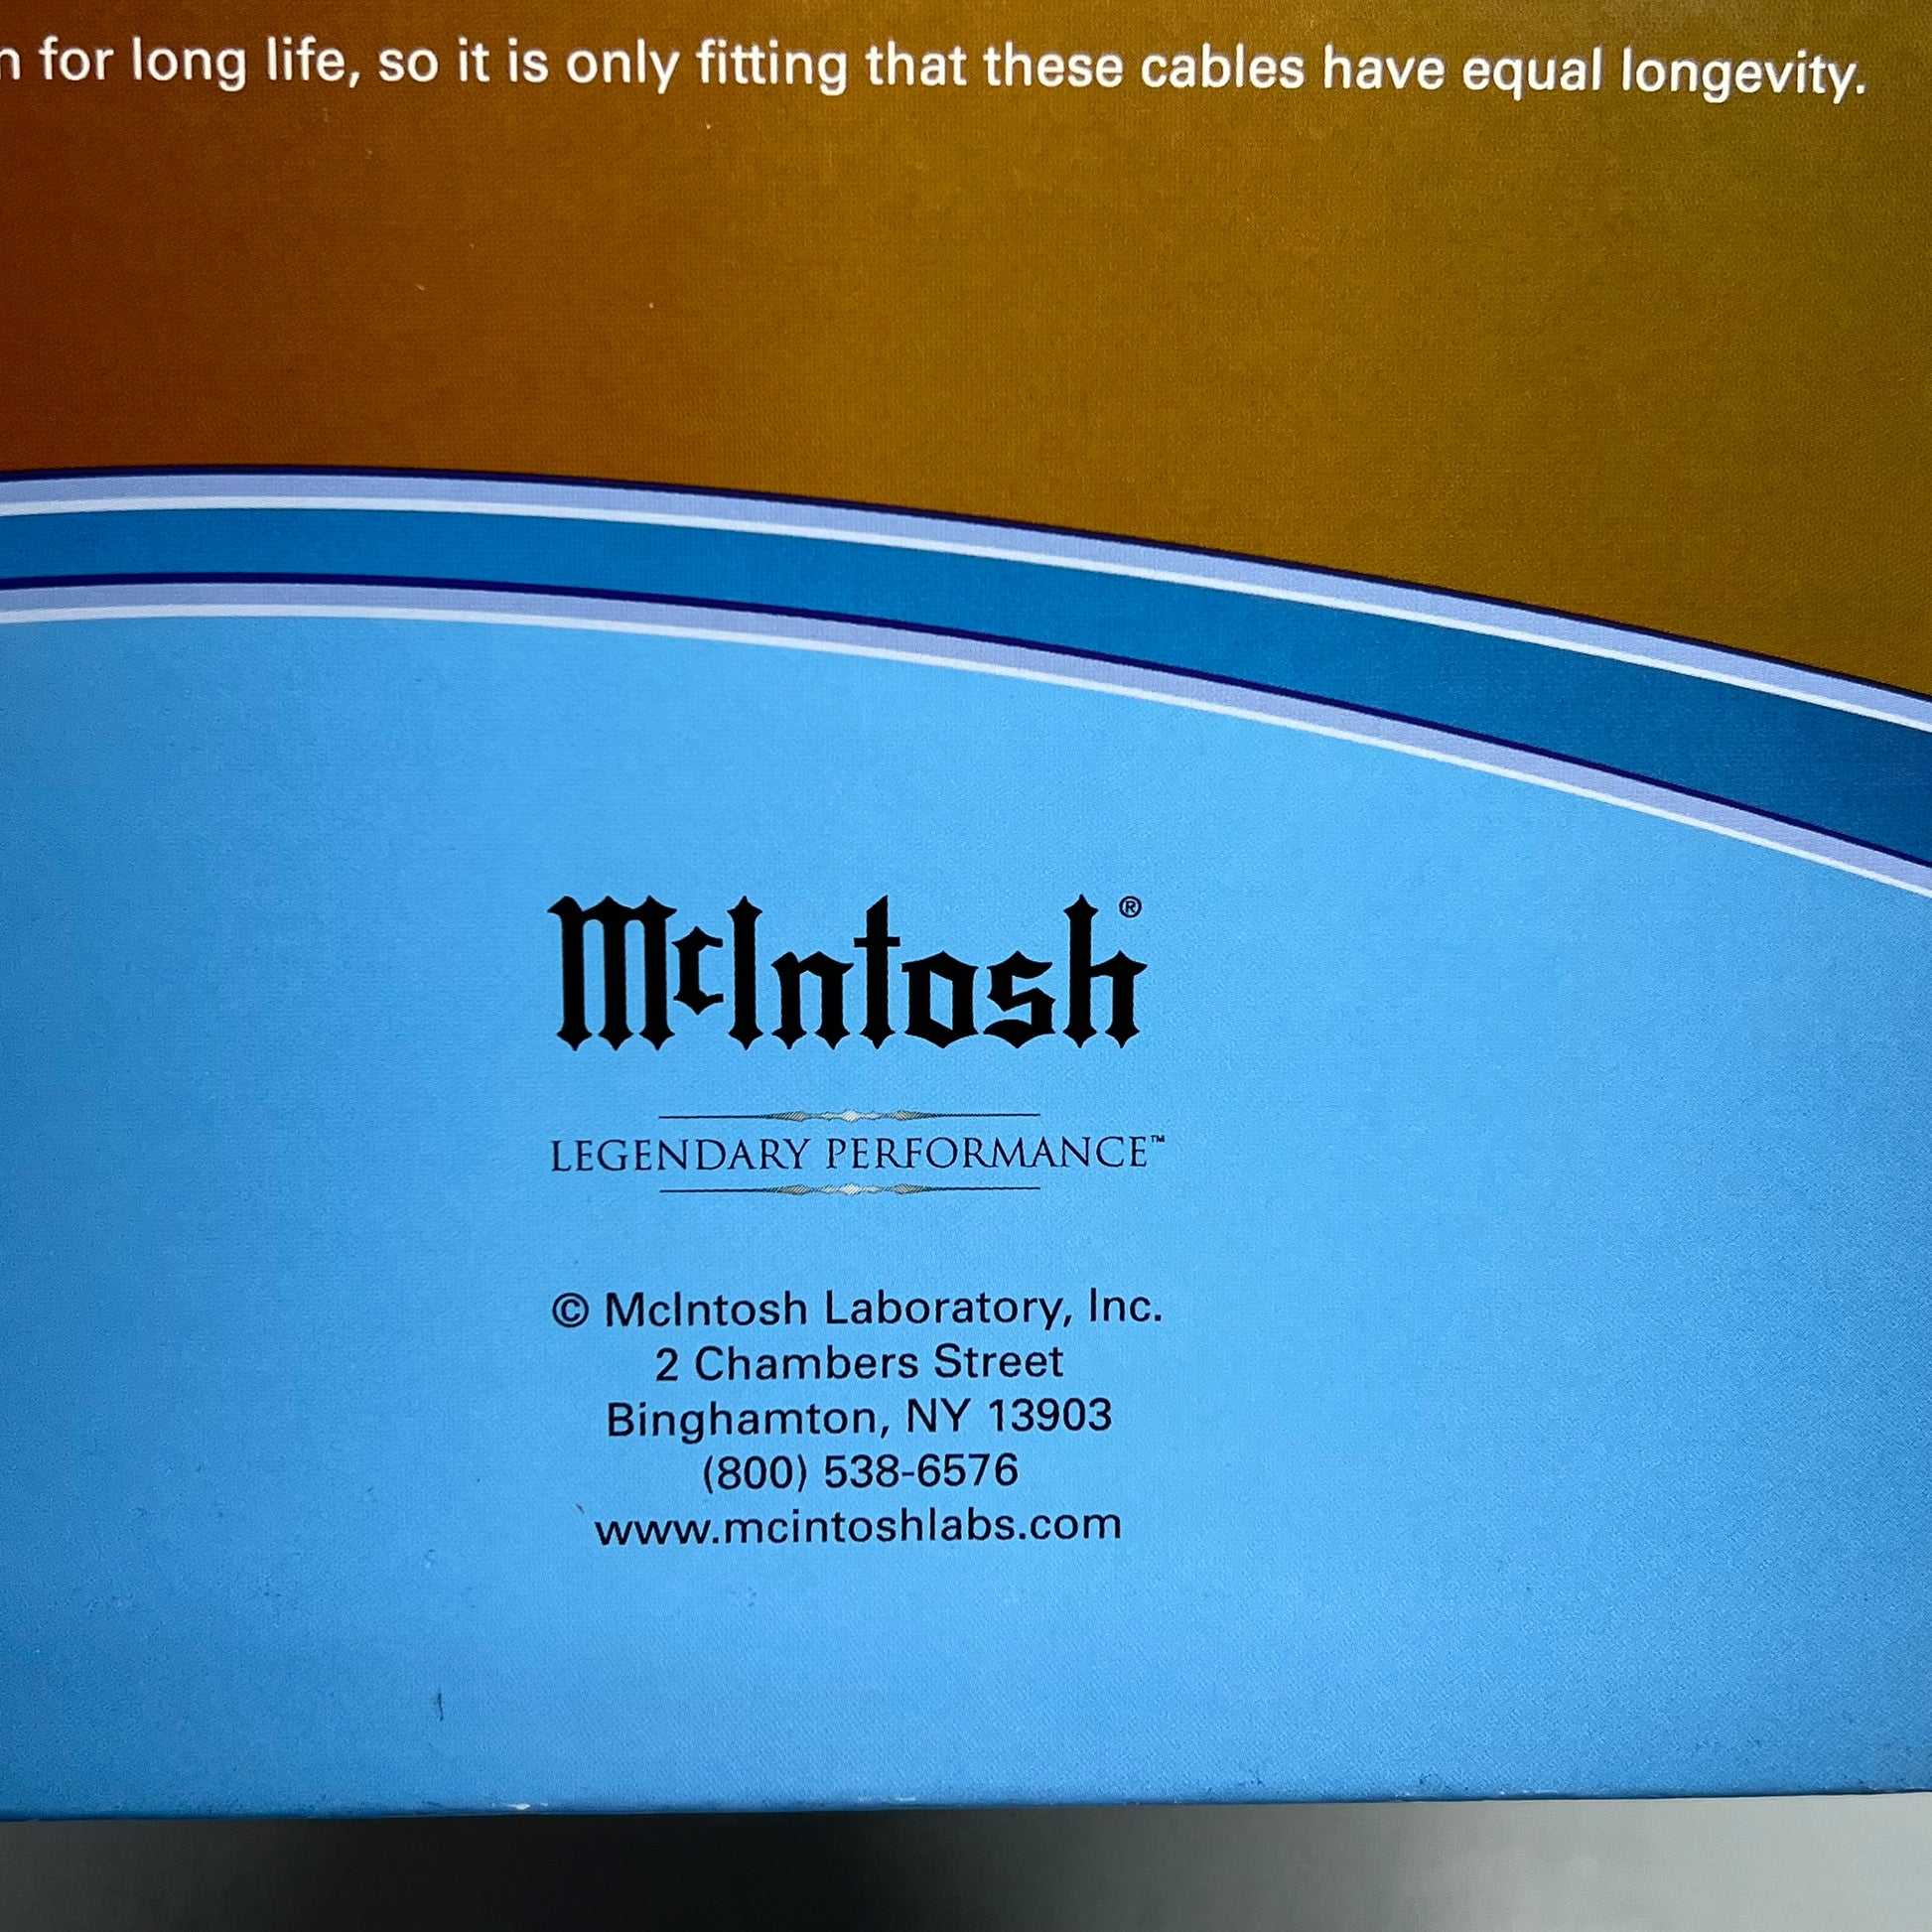 for long life, so it is only fitting that these cables have equal longevity.
McIntosh®
LEGENDARY PERFORMANCE™
© McIntosh Laboratory, Inc.
2 Chambers Street
Binghamton, NY 13903
(800) 538-6576
www.mcintoshlabs.com